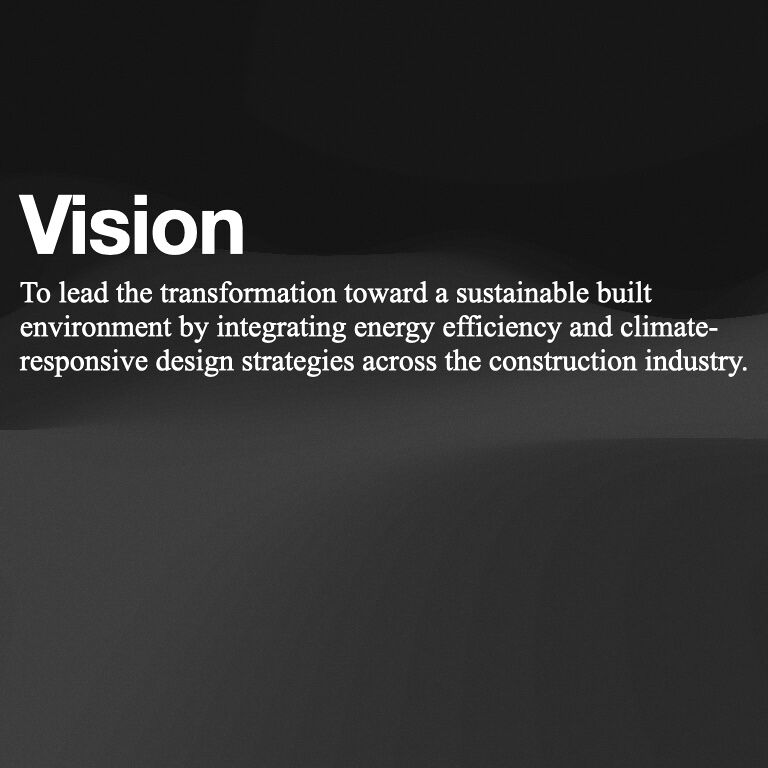 Vision
To lead the transformation toward a sustainable built
environment by integrating energy efficiency and climate-
responsive design strategies across the construction industry.